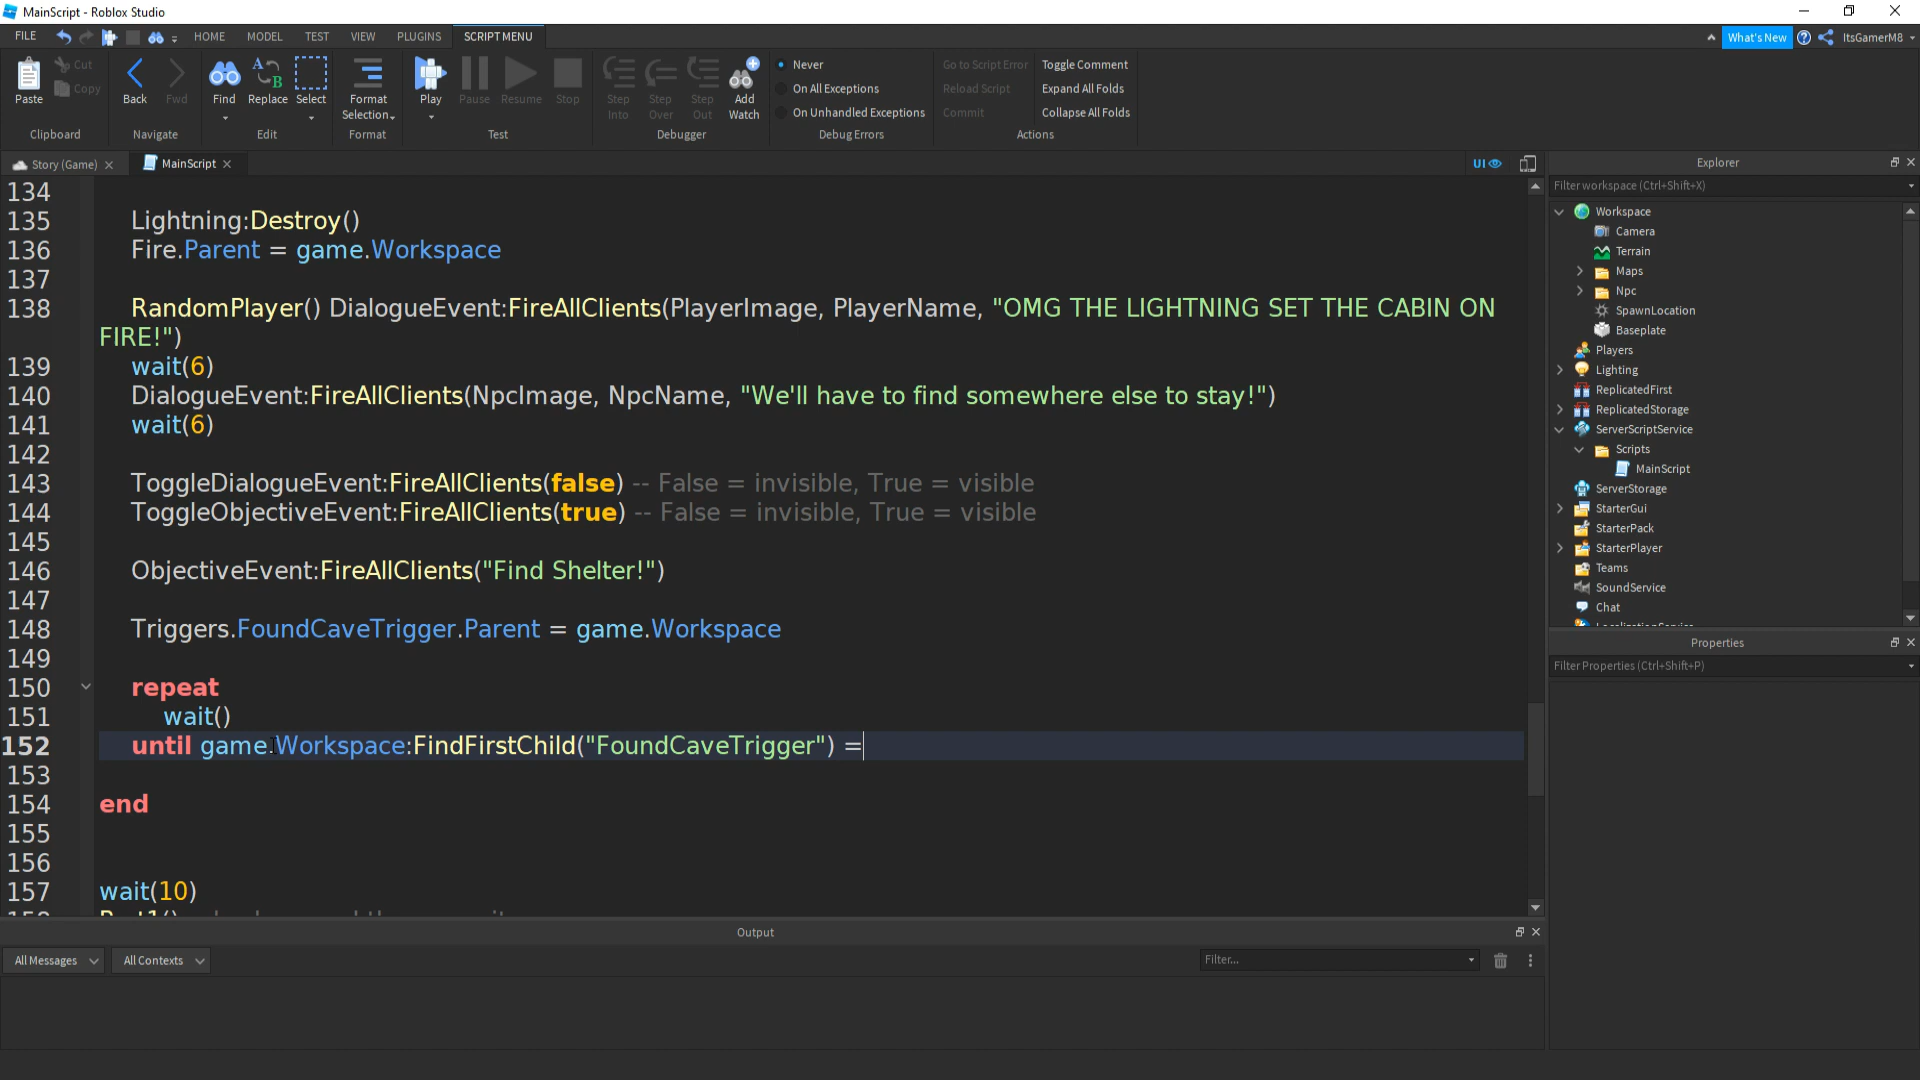 MainScript - Roblox Studio
FILE HOME MODEL TEST VIEW PLUGINS SCRIPT MENU What's New ItsGamerM8
Paste Cut Copy
Clipboard
Back Fwd
Navigate
Find Replace Select
Edit
Format Selection
Format
Play Pause Resume Stop
Test
Step Into Step Over Step Out Add Watch
Debugger
Never
On All Exceptions
On Unhandled Exceptions
Debug Errors
Go to Script Error Toggle Comment
Reload Script Expand All Folds
Commit Collapse All Folds
Actions
Story (Game) MainScript UI
134
135 Lightning:Destroy()
136 Fire.Parent = game.Workspace
137
138 RandomPlayer() DialogueEvent:FireAllClients(PlayerImage, PlayerName, "OMG THE LIGHTNING SET THE CABIN ON
FIRE!")
139 wait(6)
140 DialogueEvent:FireAllClients(NpcImage, NpcName, "We'll have to find somewhere else to stay!")
141 wait(6)
142
143 ToggleDialogueEvent:FireAllClients(false) -- False = invisible, True = visible
144 ToggleObjectiveEvent:FireAllClients(true) -- False = invisible, True = visible
145
146 ObjectiveEvent:FireAllClients("Find Shelter!")
147
148 Triggers.FoundCaveTrigger.Parent = game.Workspace
149
150 repeat
151 wait()
152 until game.Workspace:FindFirstChild("FoundCaveTrigger") =
153
154 end
155
156
157 wait(10)
Explorer
Filter workspace (Ctrl+Shift+X)
Workspace
Camera
Terrain
Maps
Npc
SpawnLocation
Baseplate
Players
Lighting
ReplicatedFirst
ReplicatedStorage
ServerScriptService
Scripts
MainScript
ServerStorage
StarterGui
StarterPack
StarterPlayer
Teams
SoundService
Chat
Properties
Filter Properties (Ctrl+Shift+P)
Output
All Messages All Contexts Filter...